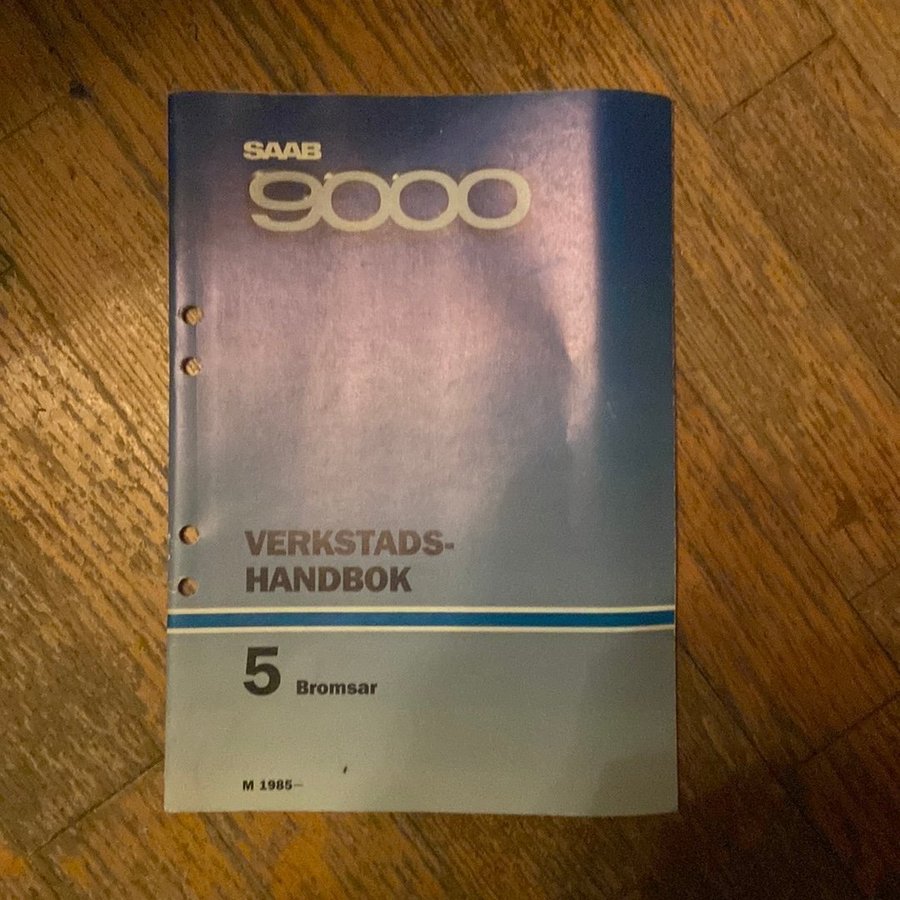 SAAB
9000
VERKSTADS-
HANDBOK
5 Bromsar
M 1985–